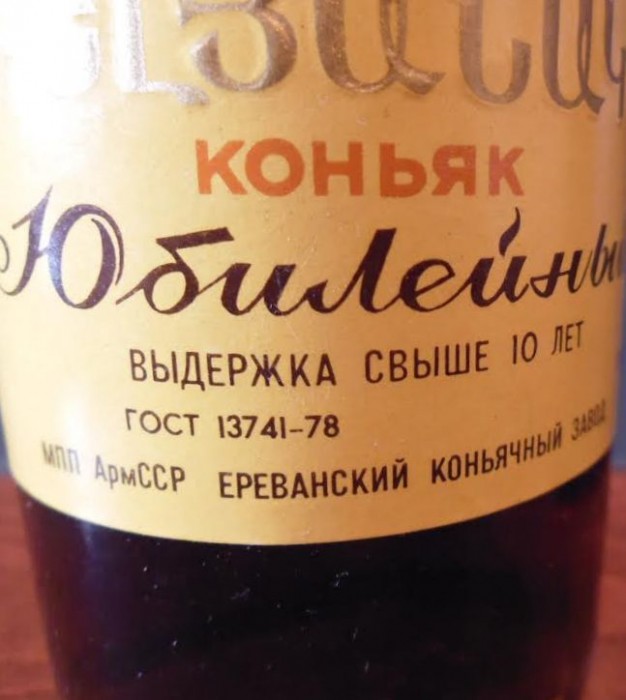 КОНЬЯК
Юбилейный
ВЫДЕРЖКА СВЫШЕ 10 ЛЕТ
ГОСТ 13741-78
МПП АрмССР ЕРЕВАНСКИЙ КОНЬЯЧНЫЙ ЗАВОД